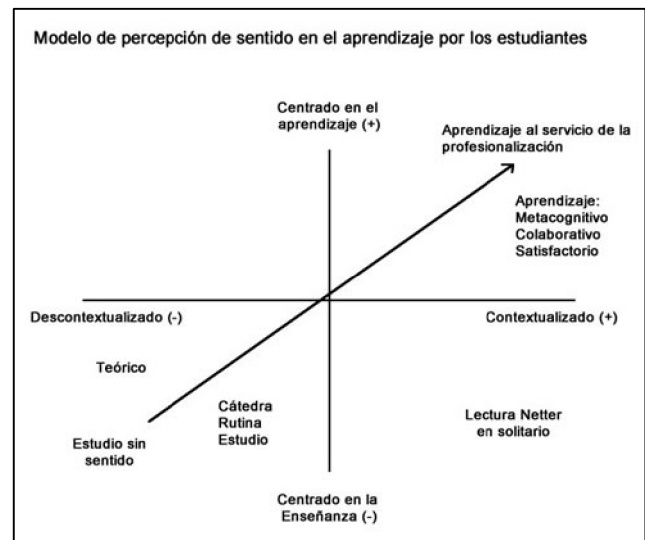 Modelo de percepción de sentido en el aprendizaje por los estudiantes
Centrado en el
aprendizaje (+)
Aprendizaje al servicio de la
profesionalización
Aprendizaje:
Metacognitivo
Colaborativo
Satisfactorio
Descontextualizado (-)
Contextualizado (+)
Teórico
Cátedra
Rutina
Estudio
Lectura Netter
en solitario
Estudio sin
sentido
Centrado en la
Enseñanza (-)